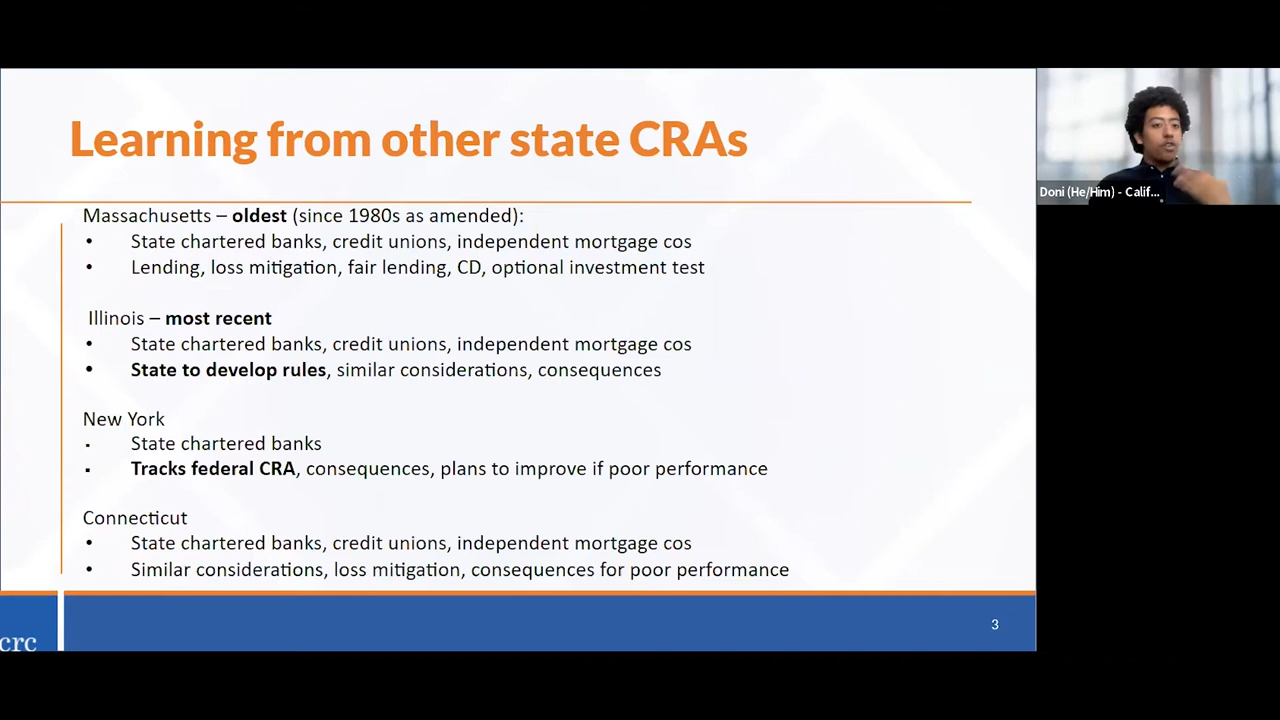 Learning from other state CRAs
Massachusetts – oldest (since 1980s as amended):
• State chartered banks, credit unions, independent mortgage cos
• Lending, loss mitigation, fair lending, CD, optional investment test
Illinois – most recent
• State chartered banks, credit unions, independent mortgage cos
• State to develop rules, similar considerations, consequences
New York
▪ State chartered banks
▪ Tracks federal CRA, consequences, plans to improve if poor performance
Connecticut
• State chartered banks, credit unions, independent mortgage cos
• Similar considerations, loss mitigation, consequences for poor performance
crc
3
Doni (He/Him) - Calif...